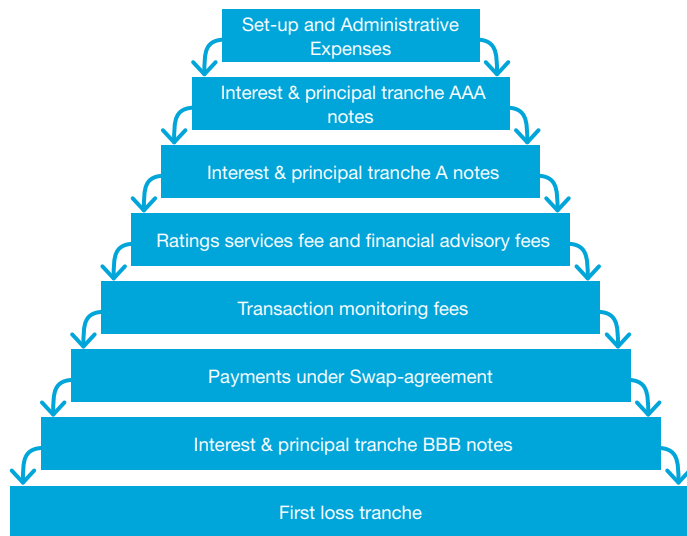 Set-up and Administrative
Expenses
Interest & principal tranche AAA
notes
Interest & principal tranche A notes
Ratings services fee and financial advisory fees
Transaction monitoring fees
Payments under Swap-agreement
Interest & principal tranche BBB notes
First loss tranche